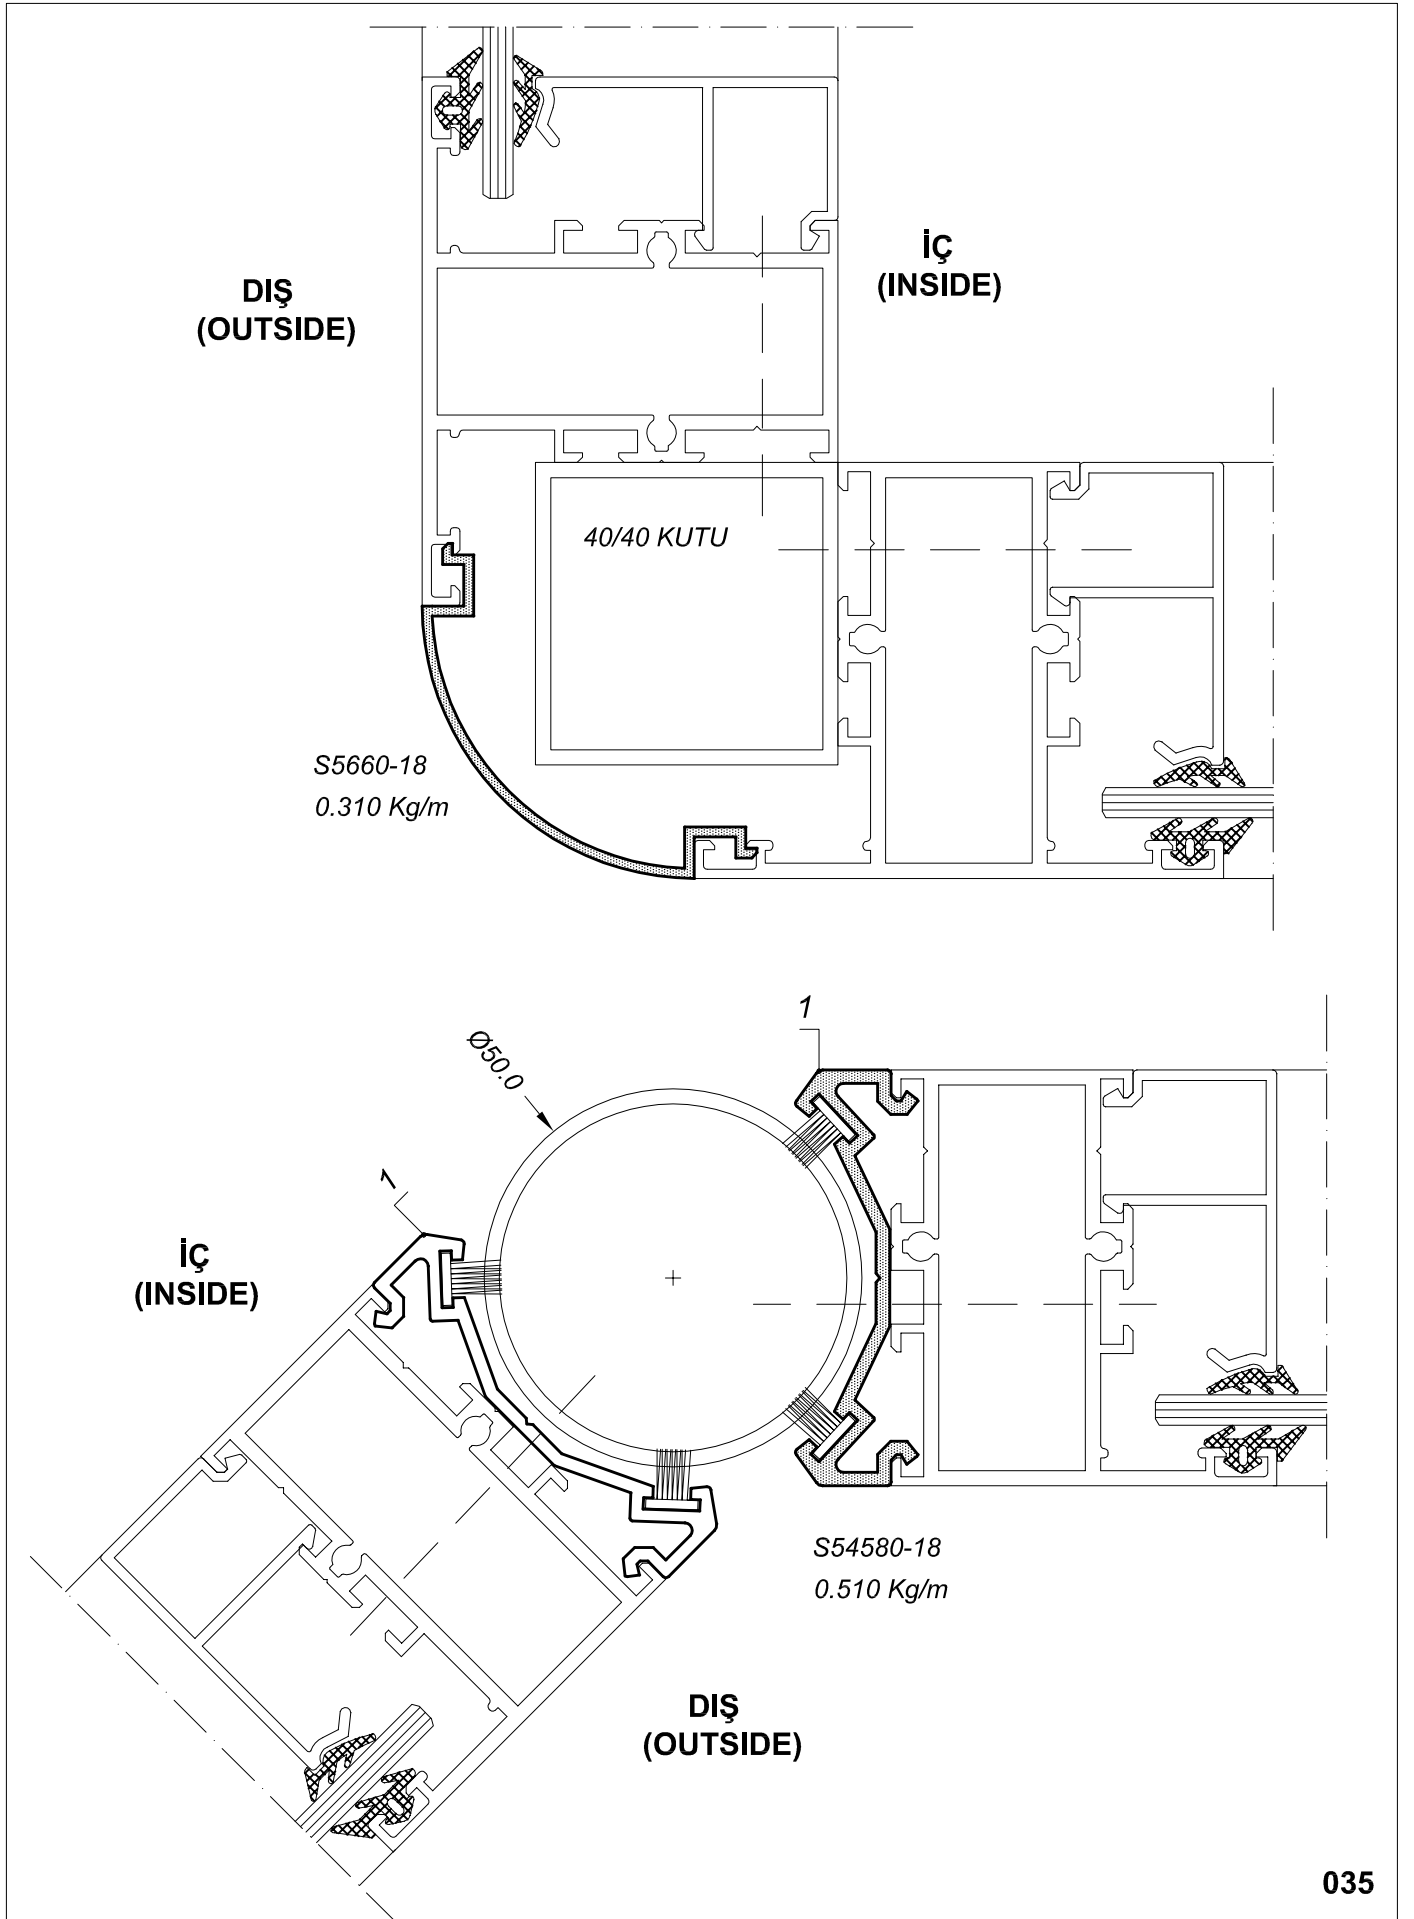 DIŞ
(OUTSIDE)
İÇ
(INSIDE)
40/40 KUTU
S5660-18
0.310 Kg/m
1
Ø50.0
1
İÇ
(INSIDE)
S54580-18
0.510 Kg/m
DIŞ
(OUTSIDE)
035